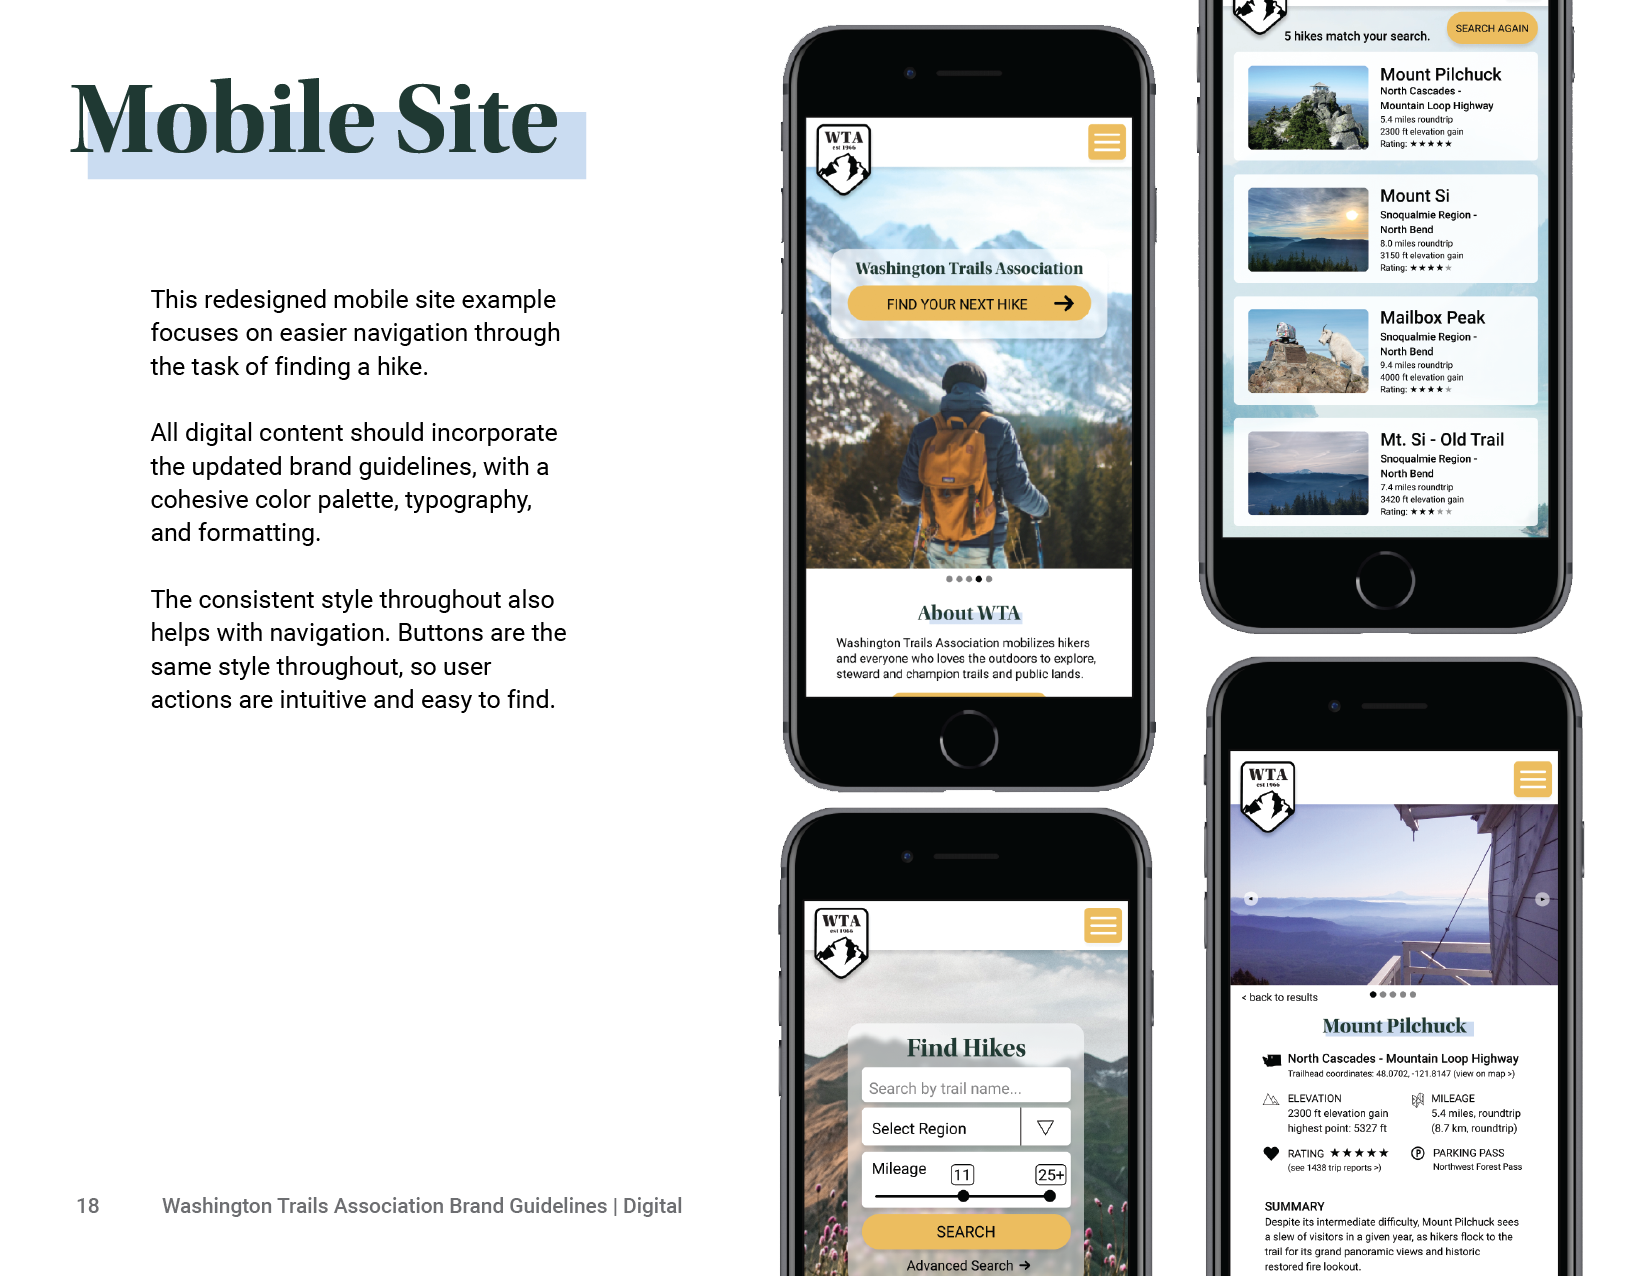 Mobile Site
This redesigned mobile site example
focuses on easier navigation through
the task of finding a hike.
All digital content should incorporate
the updated brand guidelines, with a
cohesive color palette, typography,
and formatting.
The consistent style throughout also
helps with navigation. Buttons are the
same style throughout, so user
actions are intuitive and easy to find.
18
Washington Trails Association Brand Guidelines | Digital
WTA
est 1966
Washington Trails Association
FIND YOUR NEXT HIKE →
About WTA
Washington Trails Association mobilizes hikers
and everyone who loves the outdoors to explore,
steward and champion trails and public lands.
WTA
est 1966
Find Hikes
Search by trail name...
Select Region
Mileage 11 25+
SEARCH
Advanced Search →
5 hikes match your search.
SEARCH AGAIN
Mount Pilchuck
North Cascades -
Mountain Loop Highway
5.4 miles roundtrip
2300 ft elevation gain
Rating: ★★★★★
Mount Si
Snoqualmie Region -
North Bend
8.0 miles roundtrip
3150 ft elevation gain
Rating: ★★★★★
Mailbox Peak
Snoqualmie Region -
North Bend
9.4 miles roundtrip
4000 ft elevation gain
Rating: ★★★★★
Mt. Si - Old Trail
Snoqualmie Region -
North Bend
7.4 miles roundtrip
3420 ft elevation gain
Rating: ★★★★★
WTA
est 1966
< back to results
Mount Pilchuck
North Cascades - Mountain Loop Highway
Trailhead coordinates: 48.0702, -121.8147 (view on map >)
ELEVATION
2300 ft elevation gain
highest point: 5327 ft
MILEAGE
5.4 miles, roundtrip
(8.7 km, roundtrip)
RATING ★★★★★
(see 1438 trip reports >)
P
PARKING PASS
Northwest Forest Pass
SUMMARY
Despite its intermediate difficulty, Mount Pilchuck sees
a slew of visitors in a given year, as hikers flock to the
trail for its grand panoramic views and historic
restored fire lookout.